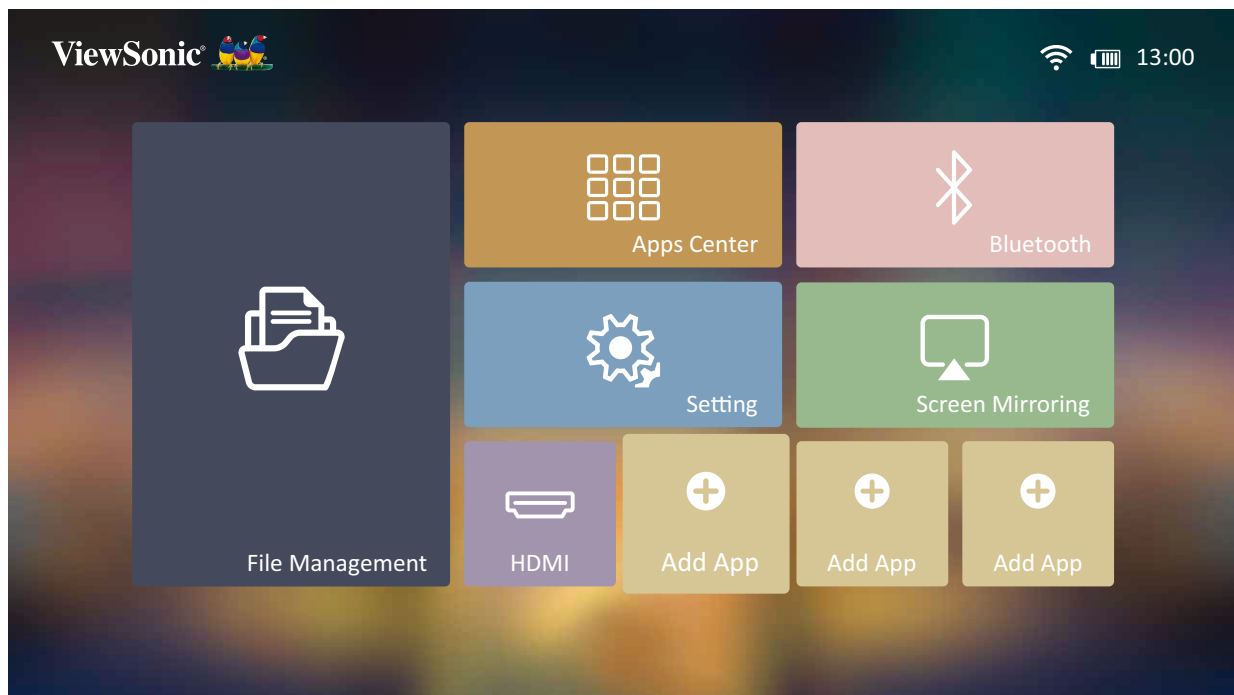 ViewSonic®
13:00
Apps Center
Bluetooth
Setting
Screen Mirroring
File Management
HDMI
Add App
Add App
Add App